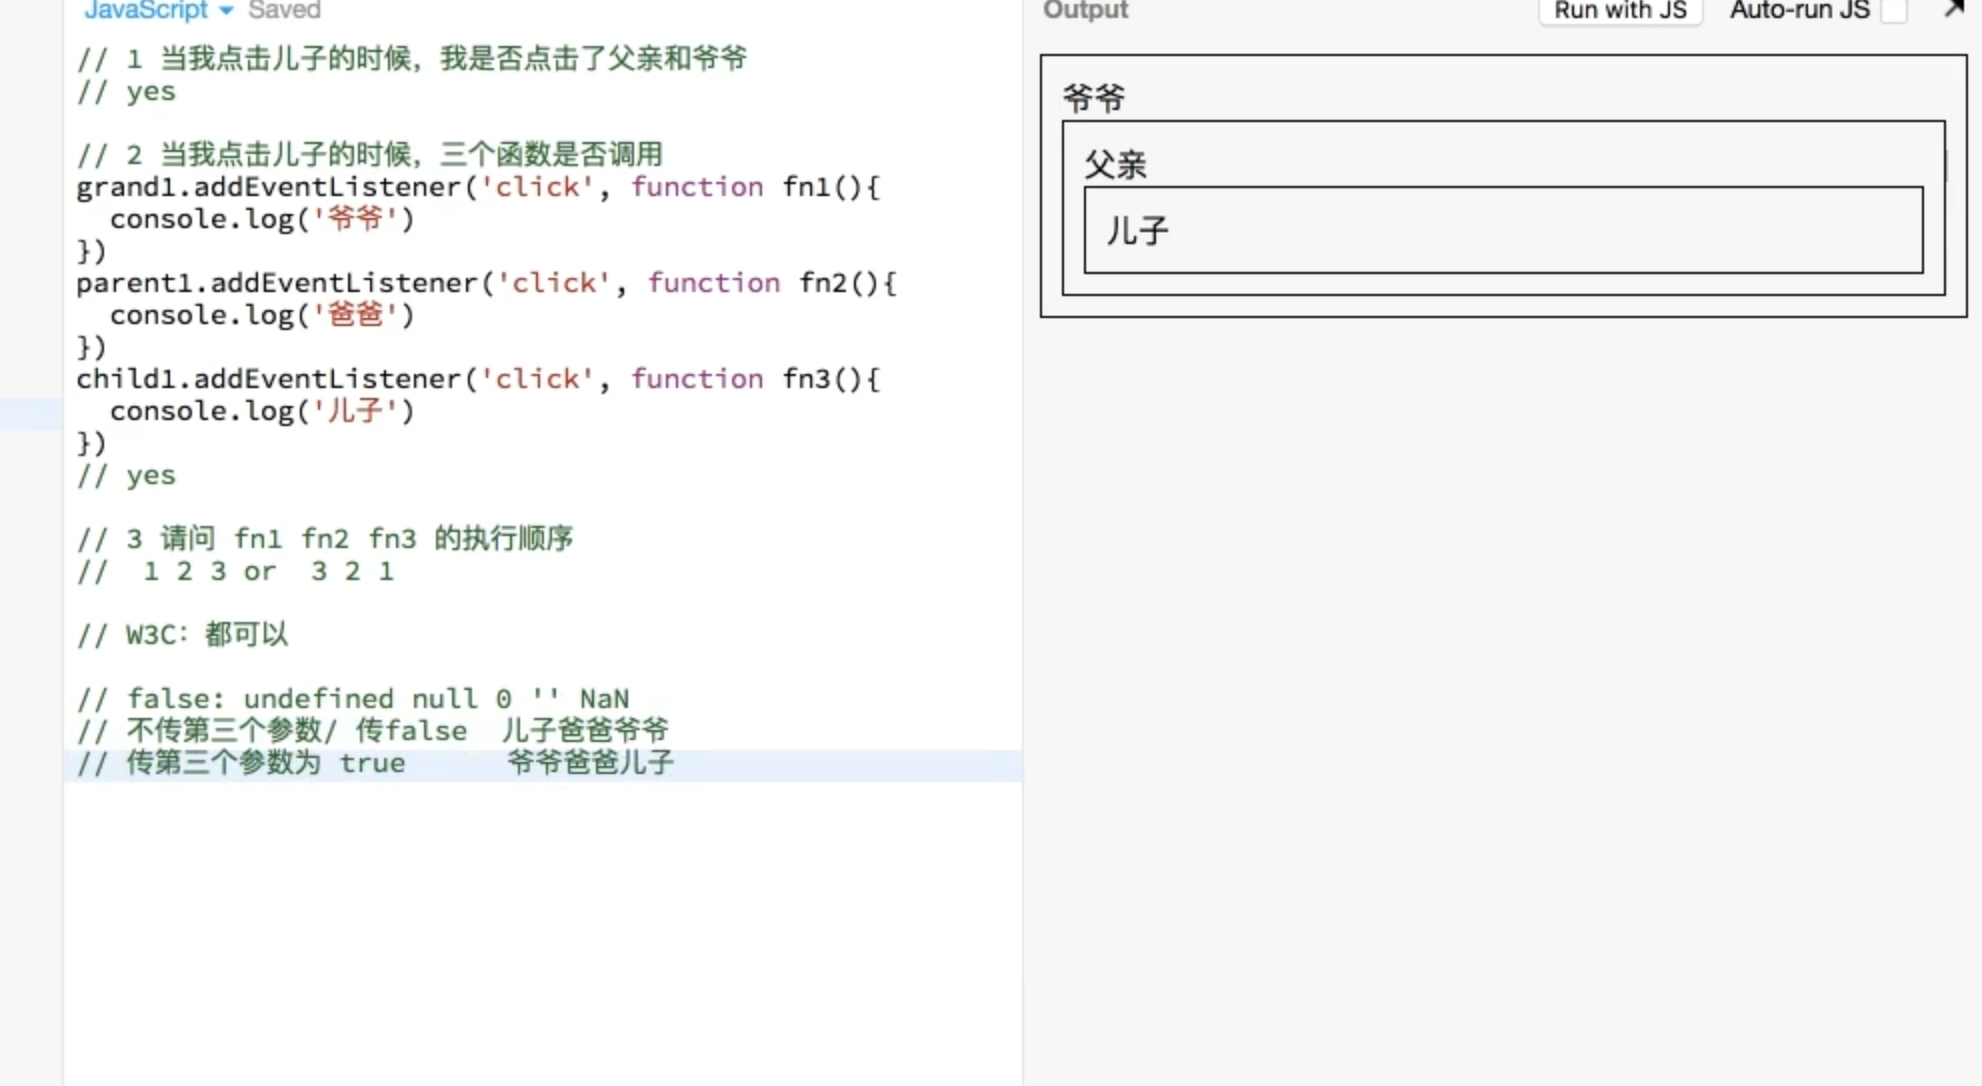 JavaScript Saved
// 1 当我点击儿子的时候，我是否点击了父亲和爷爷
// yes
// 2 当我点击儿子的时候，三个函数是否调用
grand1.addEventListener('click', function fn1(){
  console.log('爷爷')
})
parent1.addEventListener('click', function fn2(){
  console.log('爸爸')
})
child1.addEventListener('click', function fn3(){
  console.log('儿子')
})
// yes
// 3 请问 fn1 fn2 fn3 的执行顺序
//  1 2 3 or  3 2 1
// W3C：都可以
// false: undefined null 0 '' NaN
// 不传第三个参数/ 传false  儿子爸爸爷爷
// 传第三个参数为 true      爷爷爸爸儿子
Output Run with JS Auto-run JS
爷爷
父亲
儿子